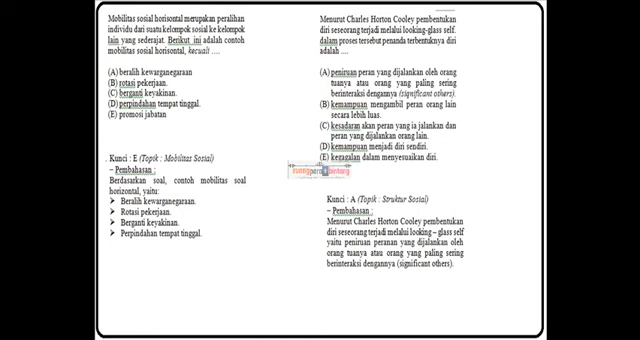 Mobilitas sosial horisontal merupakan peralihan
individu dari suatu kelompok sosial ke kelompok
lain yang sederajat. Berikut ini adalah contoh
mobilitas sosial horisontal, kecuali ….
(A) beralih kewarganegaraan
(B) rotasi pekerjaan.
(C) berganti keyakinan.
(D) perpindahan tempat tinggal.
(E) promosi jabatan
. Kunci : E (Topik : Mobilitas Sosial)
– Pembahasan :
Berdasarkan soal, contoh mobilitas soal
horizontal, yaitu:
➢ Beralih kewarganegaraan.
➢ Rotasi pekerjaan.
➢ Berganti keyakinan.
➢ Perpindahan tempat tinggal.
Menurut Charles Horton Cooley pembentukan
diri seseorang terjadi melalui looking-glass self.
dalam proses tersebut penanda terbentuknya diri
adalah ....
(A) peniruan peran yang dijalankan oleh orang
tuanya atau orang yang paling sering
berinteraksi dengannya (significant others).
(B) kemampuan mengambil peran orang lain
secara lebih luas.
(C) kesadaran akan peran yang ia jalankan dan
peran yang dijalankan orang lain.
(D) kemampuan menjadi diri sendiri.
(E) kegagalan dalam menyesuaikan diri.
Kunci : A (Topik : Struktur Sosial)
– Pembahasan :
Menurut Charles Horton Cooley pembentukan
diri seseorang terjadi melalui looking – glass self
yaitu peniruan peranan yang dijalankan oleh
orang tuanya atau orang yang paling sering
berinteraksi dengannya (significant others).